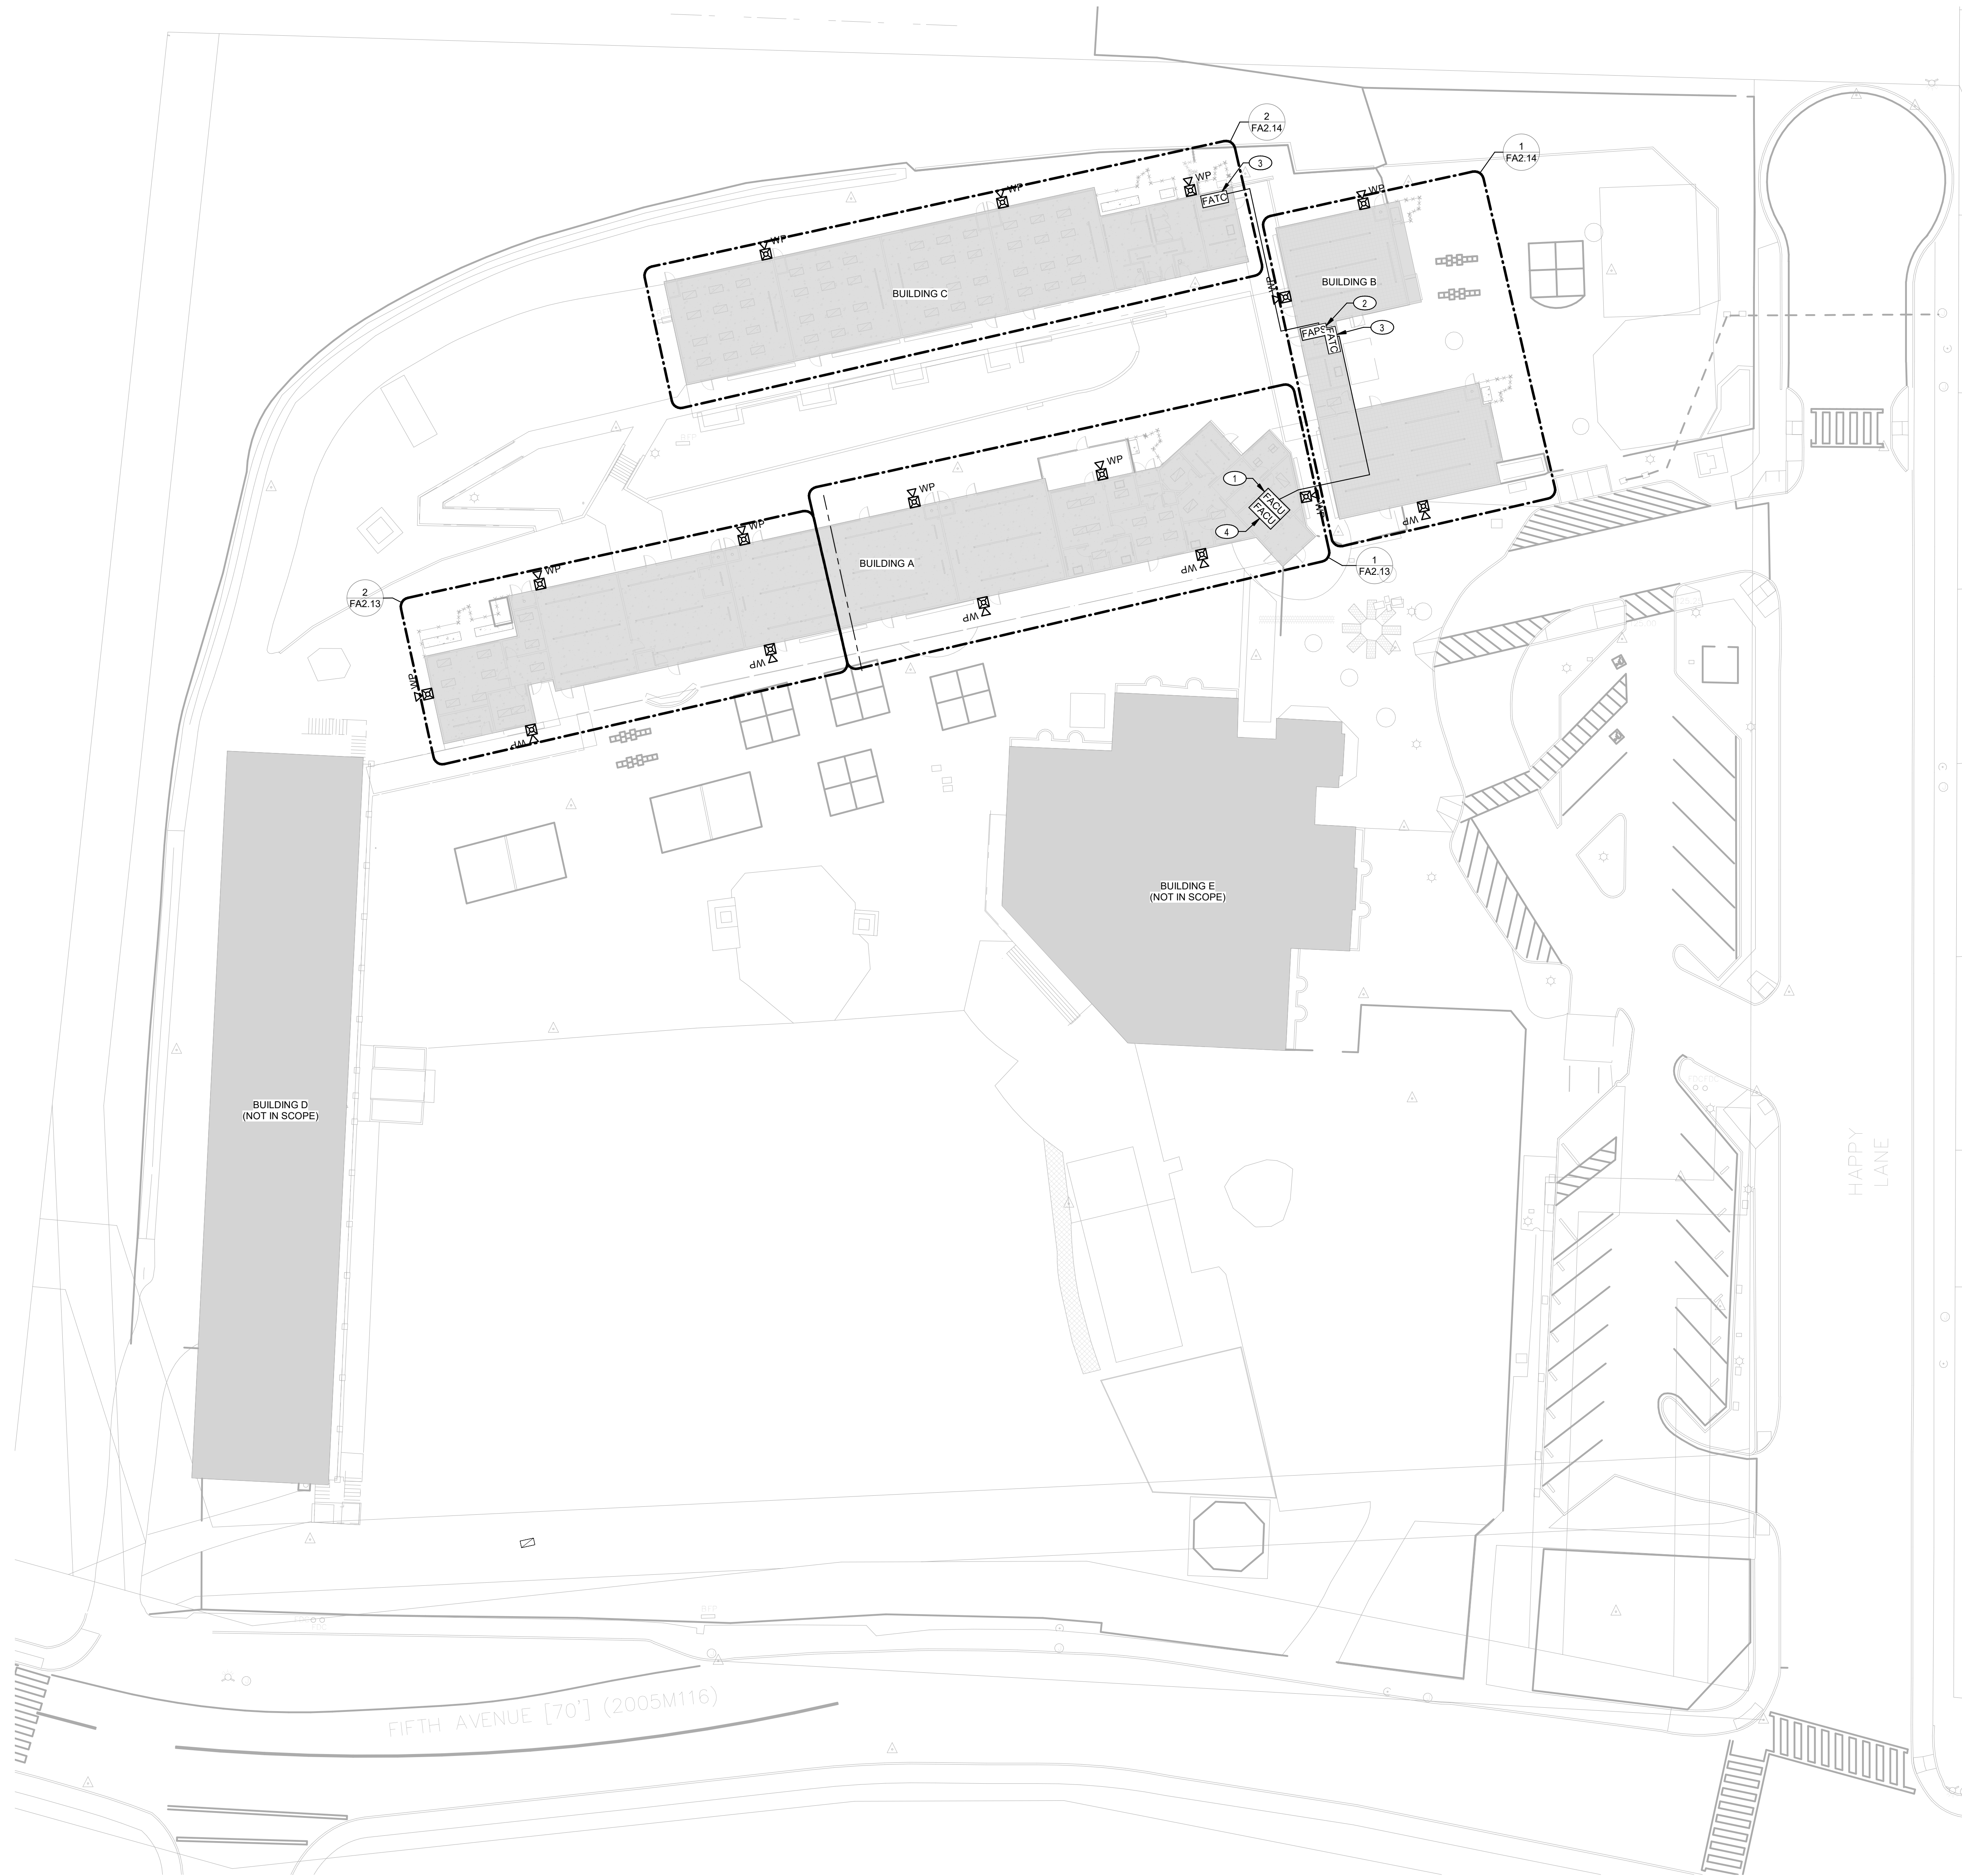 2
FA2.14
1
FA2.14
3
WP
FATC
WP
WP
WP
BUILDING C
BUILDING B
WP
2
FAPS
FATC
3
WP
1
FACU
FACU
4
WP
WP
WP
WP
BUILDING A
WP
1
FA2.13
WP
2
FA2.13
WP
WP
WP
WP
BUILDING E
(NOT IN SCOPE)
BUILDING D
(NOT IN SCOPE)
HAPPY
LANE
FIFTH AVENUE [70'] (2005M116)